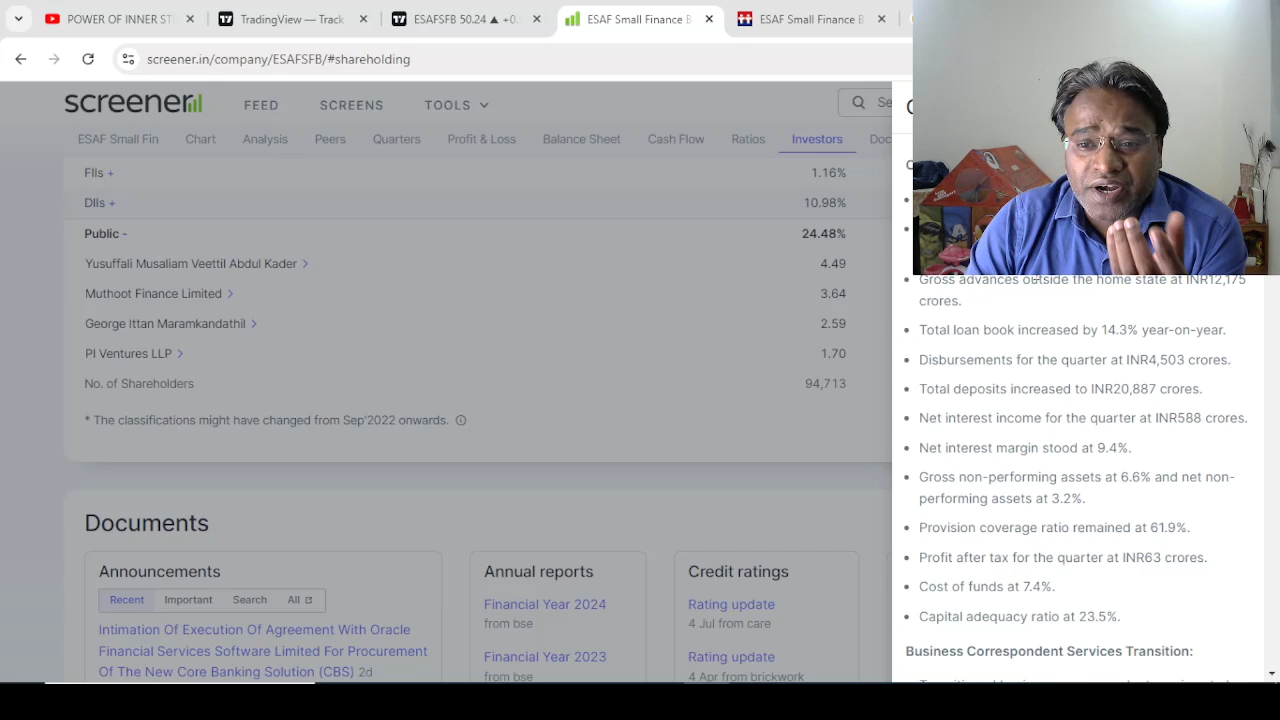 POWER OF INNER ST
TradingView — Track
ESAFSFB 50.24 ▲ +0.
ESAF Small Finance B
ESAF Small Finance B
screener.in/company/ESAFSFB/#shareholding
screener
FEED
SCREENS
TOOLS
Se
ESAF Small Fin
Chart
Analysis
Peers
Quarters
Profit & Loss
Balance Sheet
Cash Flow
Ratios
Investors
Doc
FIIs +
1.16%
DIIs +
10.98%
Public -
24.48%
Yusuffali Musaliam Veettil Abdul Kader
4.49
Muthoot Finance Limited
3.64
George Ittan Maramkandathil
2.59
PI Ventures LLP
1.70
No. of Shareholders
94,713
* The classifications might have changed from Sep'2022 onwards.
Documents
Announcements
Recent
Important
Search
All
Intimation Of Execution Of Agreement With Oracle
Financial Services Software Limited For Procurement
Of The New Core Banking Solution (CBS) 2d
Annual reports
Financial Year 2024
from bse
Financial Year 2023
from bse
Credit ratings
Rating update
4 Jul from care
Rating update
4 Apr from brickwork
Gross advances outside the home state at INR12,175
crores.
Total loan book increased by 14.3% year-on-year.
Disbursements for the quarter at INR4,503 crores.
Total deposits increased to INR20,887 crores.
Net interest income for the quarter at INR588 crores.
Net interest margin stood at 9.4%.
Gross non-performing assets at 6.6% and net non-
performing assets at 3.2%.
Provision coverage ratio remained at 61.9%.
Profit after tax for the quarter at INR63 crores.
Cost of funds at 7.4%.
Capital adequacy ratio at 23.5%.
Business Correspondent Services Transition: